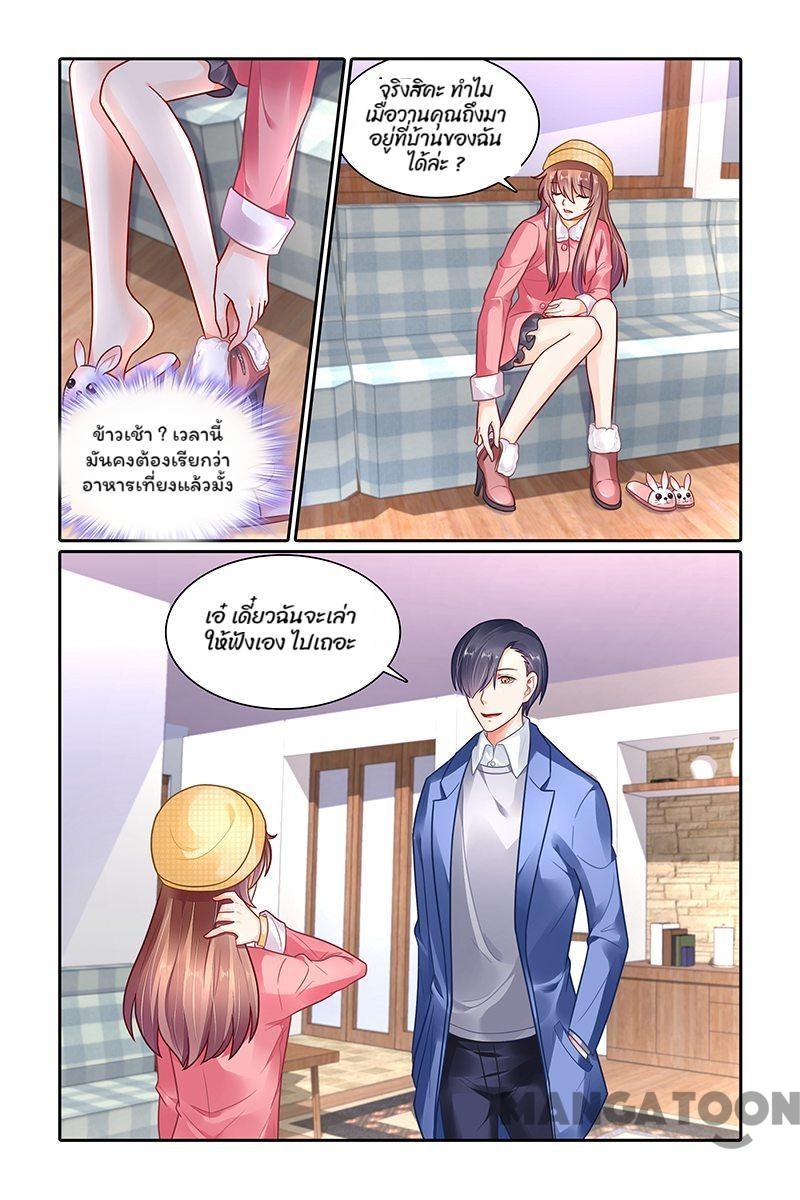 ข้าวเช้า ? เวลานี้
มันคงต้องเรียกว่า
อาหารเที่ยงแล้วมั้ง
จริงสิคะ ทำไม
เมื่อวานคุณถึงมา
อยู่ที่บ้านของฉัน
ได้ล่ะ ?
เอ๋ เดี๋ยวฉันจะเล่า
ให้ฟังเอง ไปเถอะ
MANGATOON